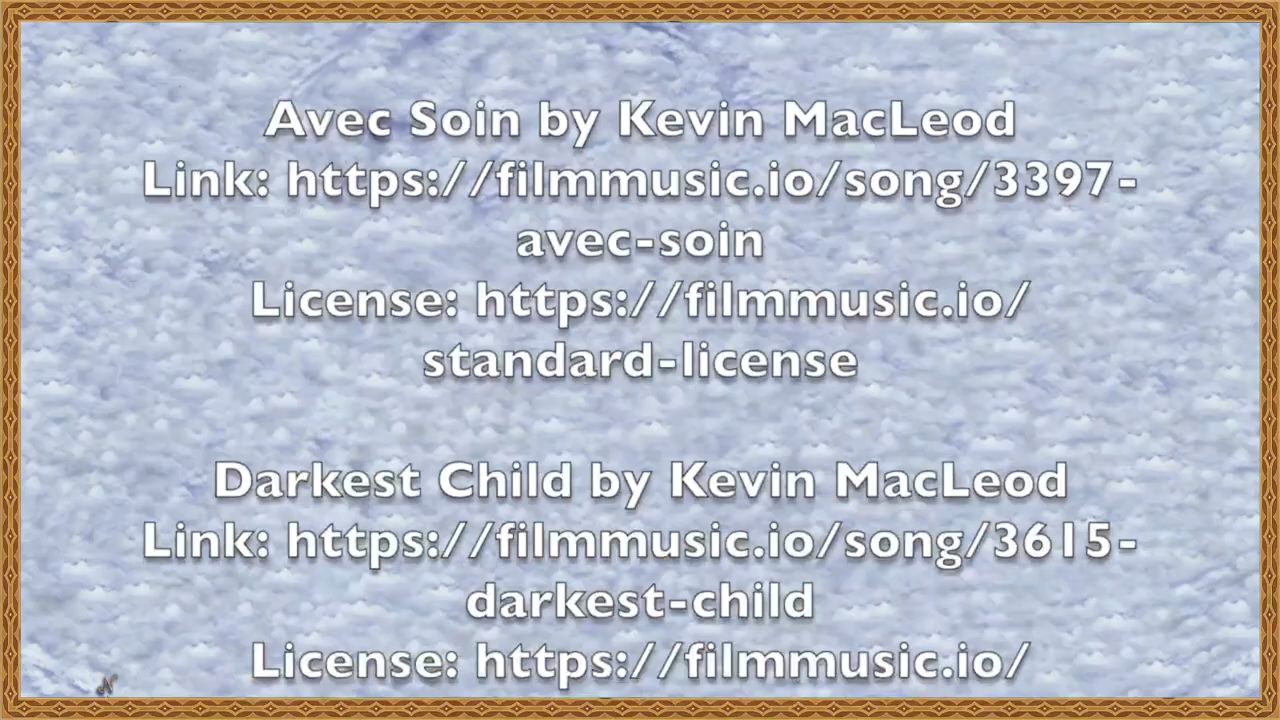 Avec Soin by Kevin MacLeod
Link: https://filmmusic.io/song/3397-
avec-soin
License: https://filmmusic.io/
standard-license
Darkest Child by Kevin MacLeod
Link: https://filmmusic.io/song/3615-
darkest-child
License: https://filmmusic.io/
N